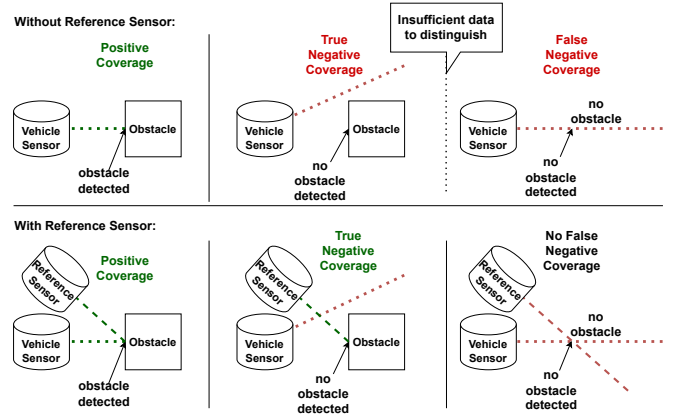 Without Reference Sensor:
Positive
Coverage
Vehicle
Sensor
Obstacle
obstacle
detected
True
Negative
Coverage
Vehicle
Sensor
Obstacle
no
obstacle
detected
Insufficient data
to distinguish
False
Negative
Coverage
Vehicle
Sensor
no
obstacle
no
obstacle
detected
With Reference Sensor:
Positive
Coverage
Reference
Sensor
Vehicle
Sensor
Obstacle
obstacle
detected
True
Negative
Coverage
Reference
Sensor
Vehicle
Sensor
Obstacle
no
obstacle
detected
No False
Negative
Coverage
Reference
Sensor
Vehicle
Sensor
no
obstacle
no
obstacle
detected